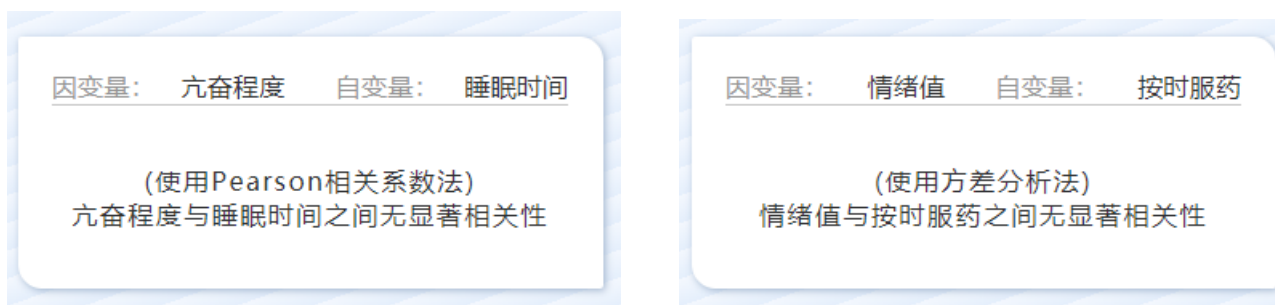 因变量： 亢奋程度 自变量： 睡眠时间
(使用Pearson相关系数法)
亢奋程度与睡眠时间之间无显著相关性
因变量： 情绪值 自变量： 按时服药
(使用方差分析法)
情绪值与按时服药之间无显著相关性